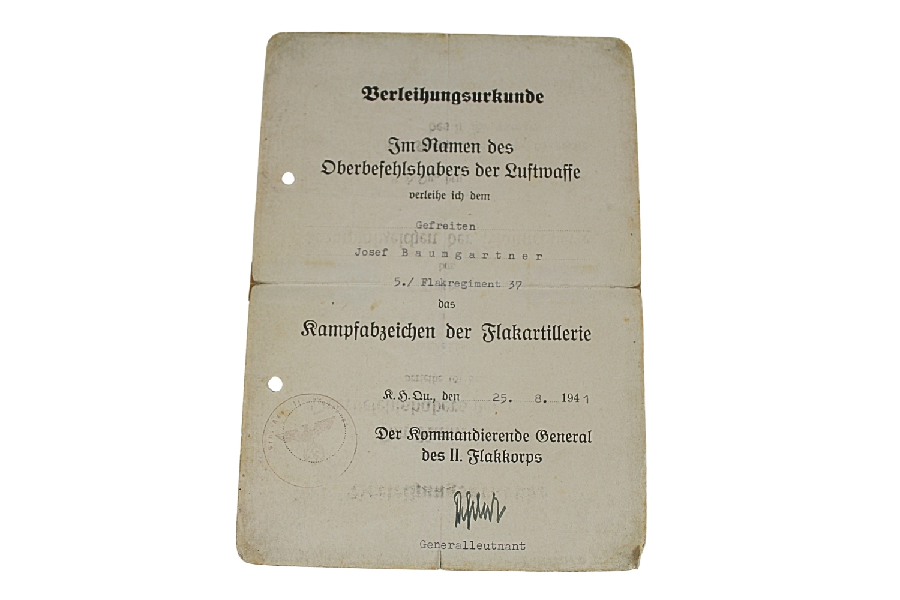 Verleihungsurkunde
Im Namen des
Oberbefehlshabers der Luftwaffe
verleihe ich dem
Gefreiten
Josef Baumgartner
5./ Flakregiment 37
das
Kampfabzeichen der Flakartillerie
K.H.Qu., den 25. 8. 1941
Der Kommandierende General
des II. Flakkorps
Generalleutnant